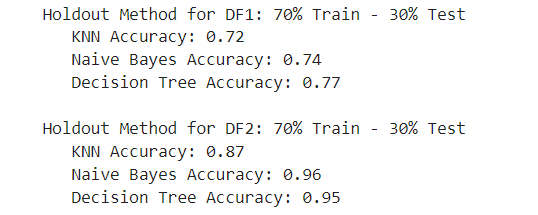 Holdout Method for DF1: 70% Train - 30% Test
KNN Accuracy: 0.72
Naive Bayes Accuracy: 0.74
Decision Tree Accuracy: 0.77
Holdout Method for DF2: 70% Train - 30% Test
KNN Accuracy: 0.87
Naive Bayes Accuracy: 0.96
Decision Tree Accuracy: 0.95